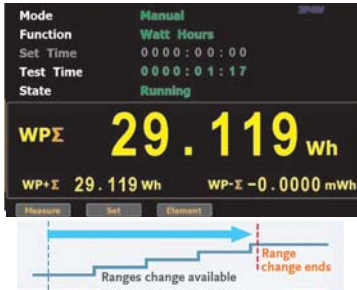 Mode Manual
Function Watt Hours
Set Time 0000:00:00
Test Time 0000:01:17
State Running
WPΣ 29.119 Wh
WP+Σ 29.119 Wh WP-Σ -0.0000 mWh
Measure Set Element
Range change ends
Ranges change available